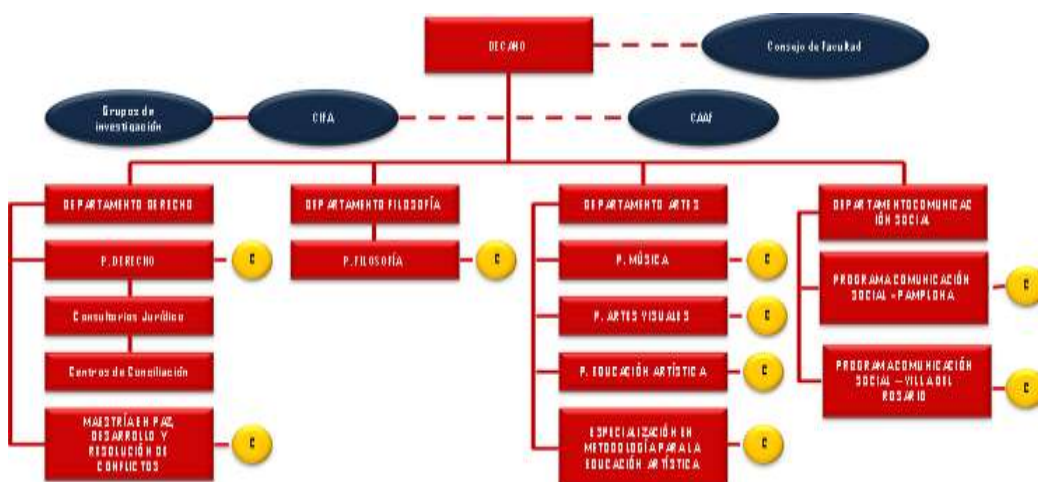 DECANO
Consejo de facultad
Grupos de
investigación
CIFA
CAAF
DEPARTAMENTO DERECHO
DEPARTAMENTO FILOSOFÍA
DEPARTAMENTO ARTES
DEPARTAMENTO COMUNICAC
IÓN SOCIAL
P. DERECHO
C
P. FILOSOFÍA
C
P. MÚSICA
C
PROGRAMA COMUNICACIÓN
SOCIAL - PAMPLONA
C
Consultorios Jurídico
P. ARTES VISUALES
C
Centros de Conciliación
P. EDUCACIÓN ARTÍSTICA
C
PROGRAMA COMUNICACIÓN
SOCIAL – VILLA DEL
ROSARIO
C
MAESTRÍA EN PAZ,
DESARROLLO Y
RESOLUCIÓN DE
CONFLICTOS
C
ESPECIALIZACIÓN EN
METODOLOGÍA PARA LA
EDUCACIÓN ARTÍSTICA
C